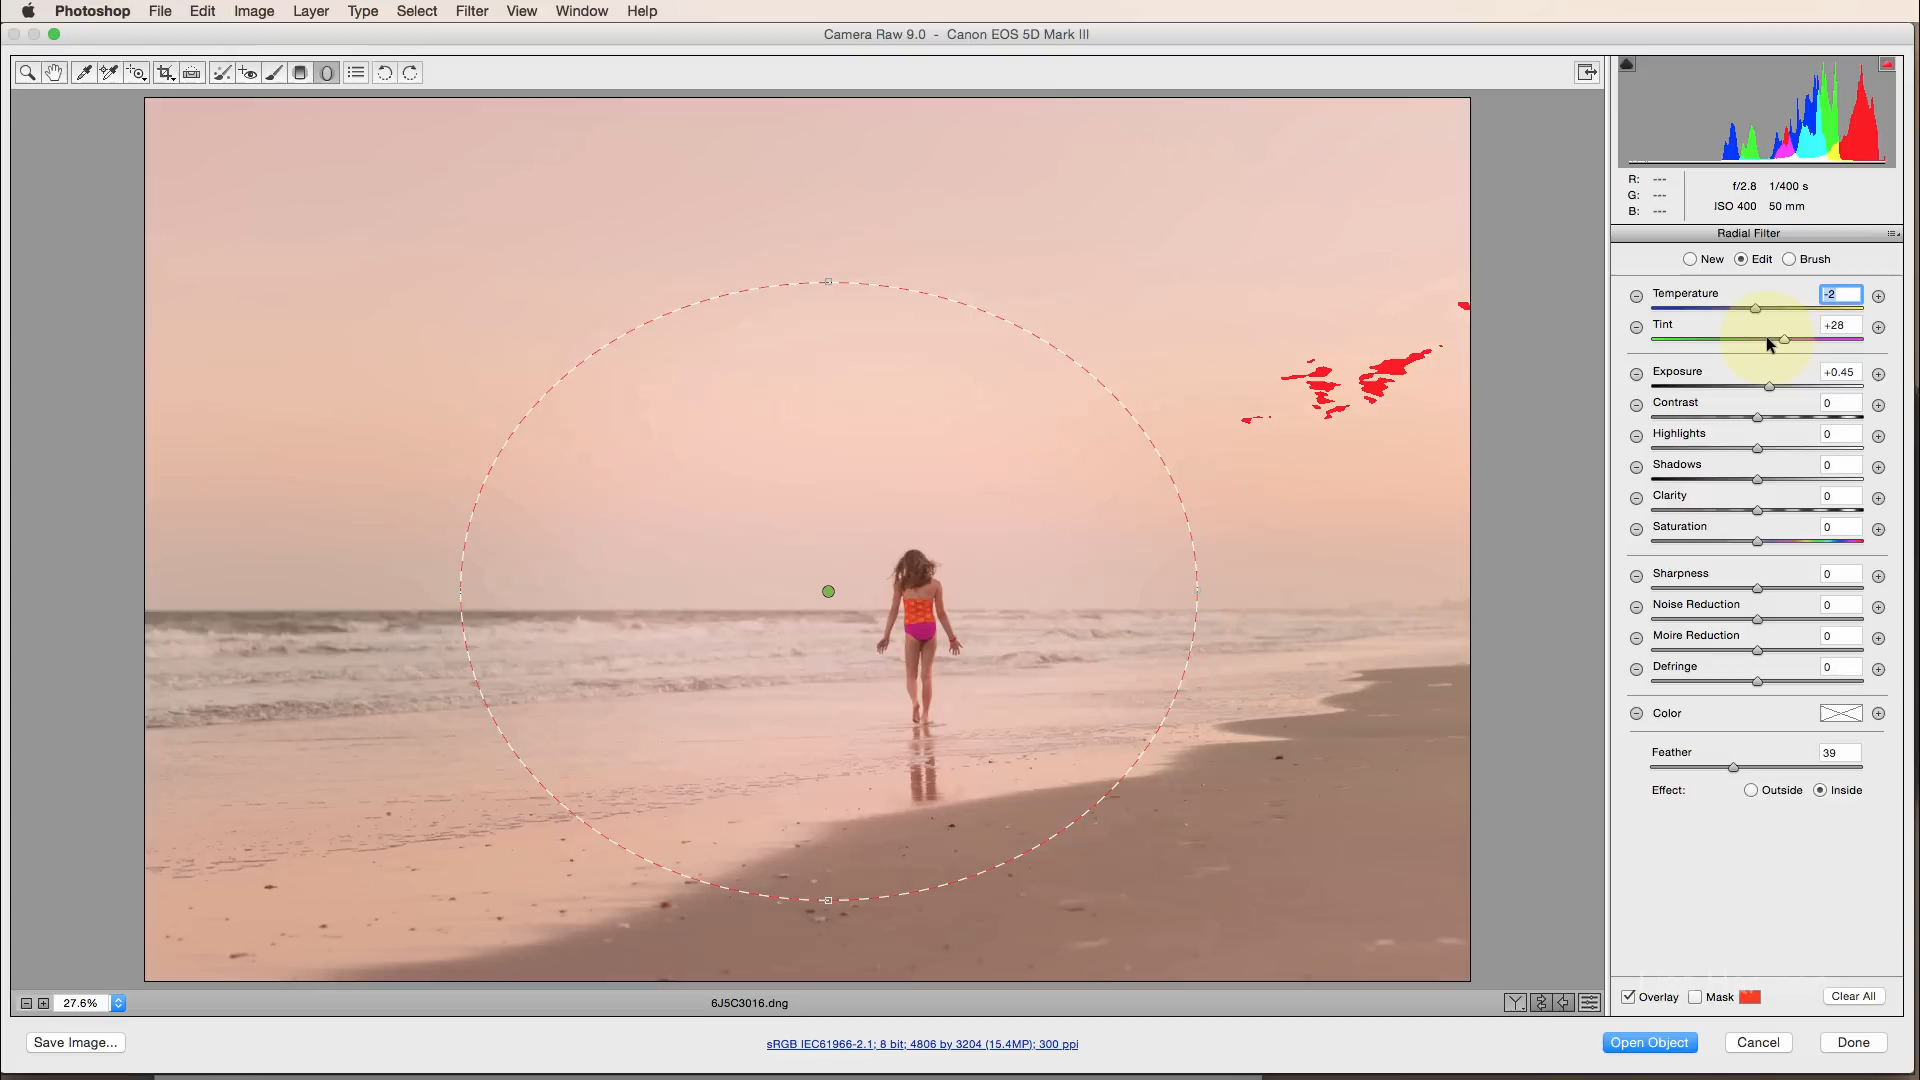 Photoshop File Edit Image Layer Type Select Filter View Window Help
Camera Raw 9.0 - Canon EOS 5D Mark III
R: ---
G: ---
B: ---
f/2.8 1/400 s
ISO 400 50 mm
Radial Filter
New Edit Brush
Temperature -2
Tint +28
Exposure +0.45
Contrast 0
Highlights 0
Shadows 0
Clarity 0
Saturation 0
Sharpness 0
Noise Reduction 0
Moire Reduction 0
Defringe 0
Color
Feather 39
Effect: Outside Inside
Overlay Mask Clear All
27.6% 6J5C3016.dng Y
Save Image... sRGB IEC61966-2.1; 8 bit; 4806 by 3204 (15.4MP); 300 ppi Open Object Cancel Done